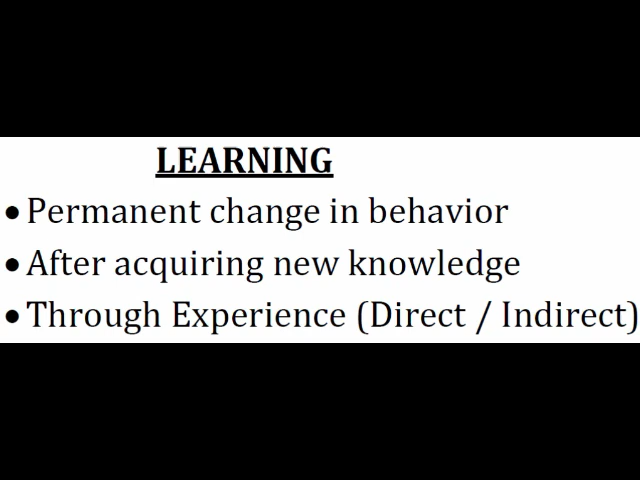 LEARNING
• Permanent change in behavior
• After acquiring new knowledge
• Through Experience (Direct / Indirect)